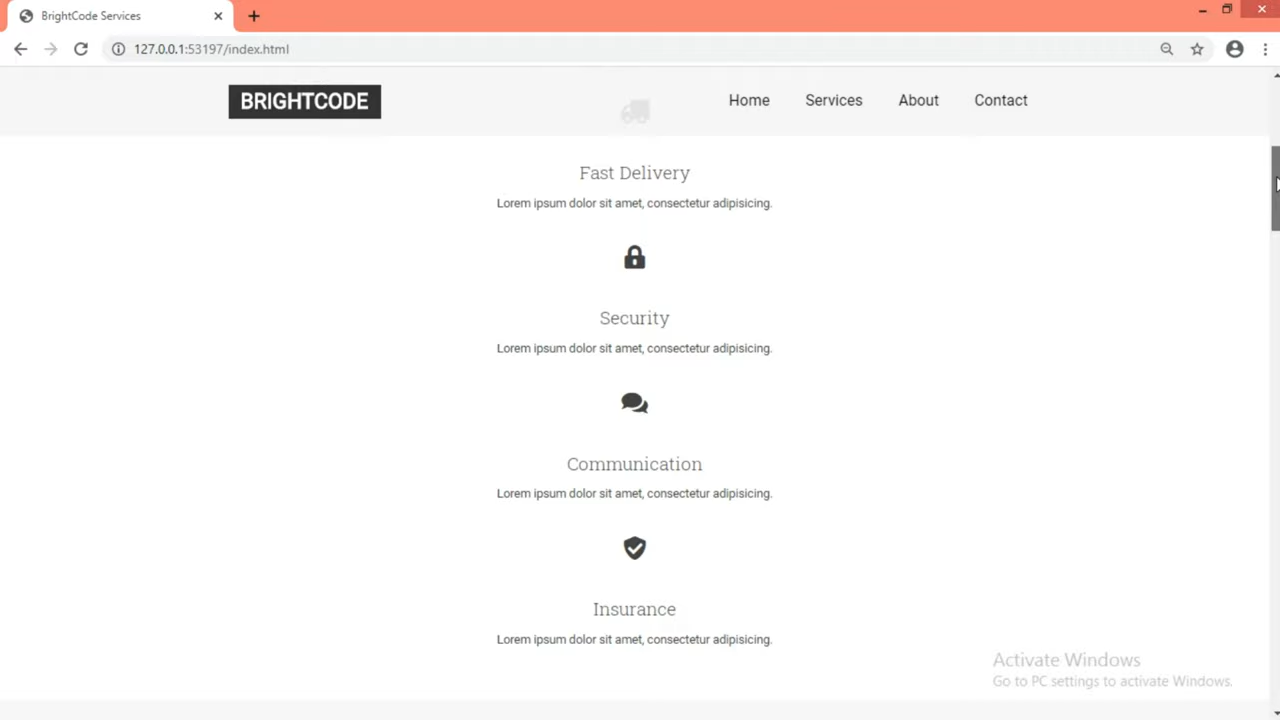 BrightCode Services
127.0.0.1:53197/index.html
BRIGHTCODE
Home Services About Contact
Fast Delivery
Lorem ipsum dolor sit amet, consectetur adipisicing.
Security
Lorem ipsum dolor sit amet, consectetur adipisicing.
Communication
Lorem ipsum dolor sit amet, consectetur adipisicing.
Insurance
Lorem ipsum dolor sit amet, consectetur adipisicing.
Activate Windows
Go to PC settings to activate Windows.